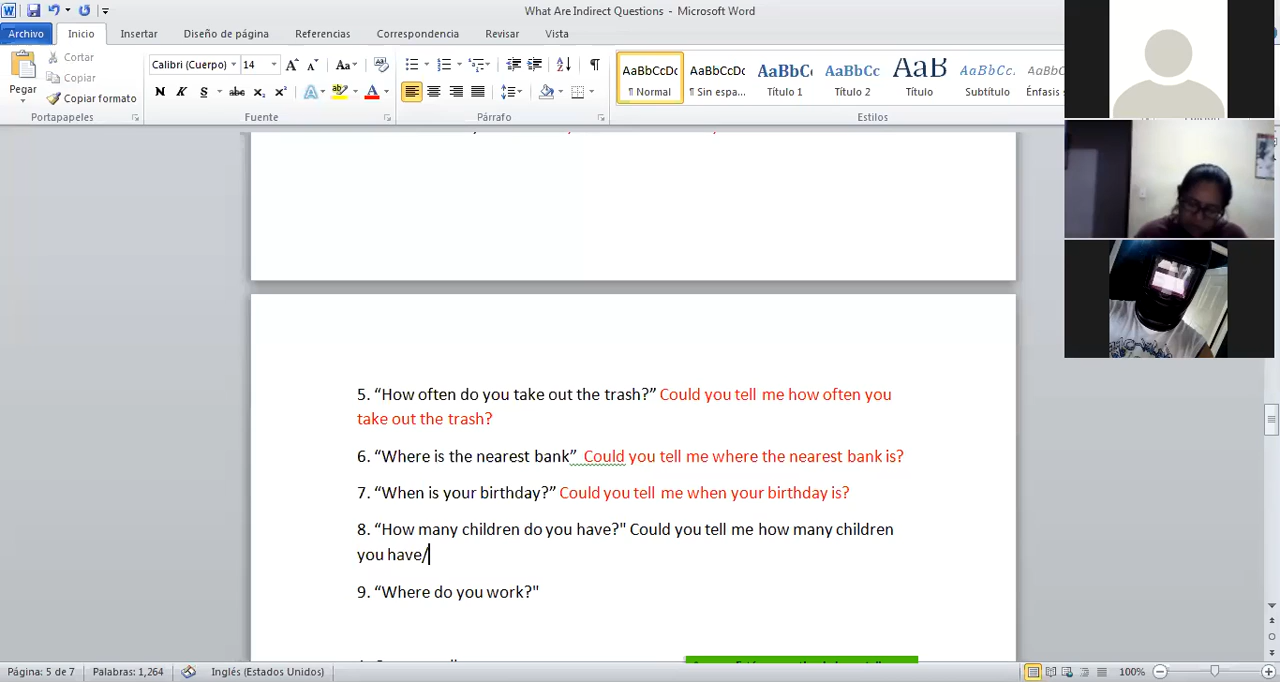 What Are Indirect Questions - Microsoft Word
Archivo Inicio Insertar Diseño de página Referencias Correspondencia Revisar Vista
Pegar
Cortar
Copiar
Copiar formato
Portapapeles
Calibri (Cuerpo) 14
Fuente
Párrafo
AaBbCcDc AaBbCcDc AaBbC AaBbCc AaB AaBbCc AaBbC
¶ Normal ¶ Sin espa... Título 1 Título 2 Título Subtítulo Énfasis
Estilos
5. “How often do you take out the trash?” Could you tell me how often you
take out the trash?
6. “Where is the nearest bank” Could you tell me where the nearest bank is?
7. “When is your birthday?” Could you tell me when your birthday is?
8. “How many children do you have?" Could you tell me how many children
you have/
9. “Where do you work?"
Página: 5 de 7 Palabras: 1,264 Inglés (Estados Unidos) 100%